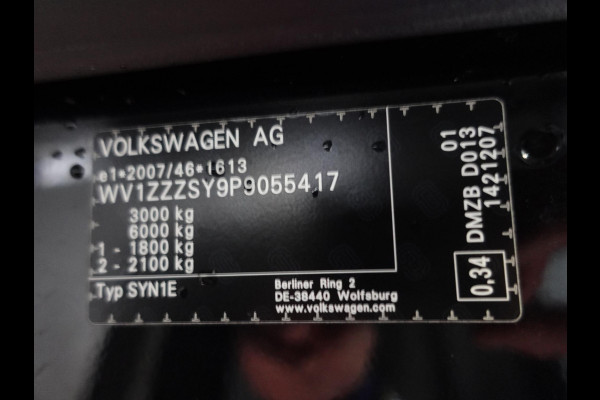 VOLKSWAGEN AG
e1*2007/46*1613
WV1ZZZSY9P9055417
3000 kg
6000 kg
1 - 1800 kg
2 - 2100 kg
Typ SYN1E
Berliner Ring 2
DE-38440 Wolfsburg
www.volkswagen.com
0,34
01
DMZB D013
1421207